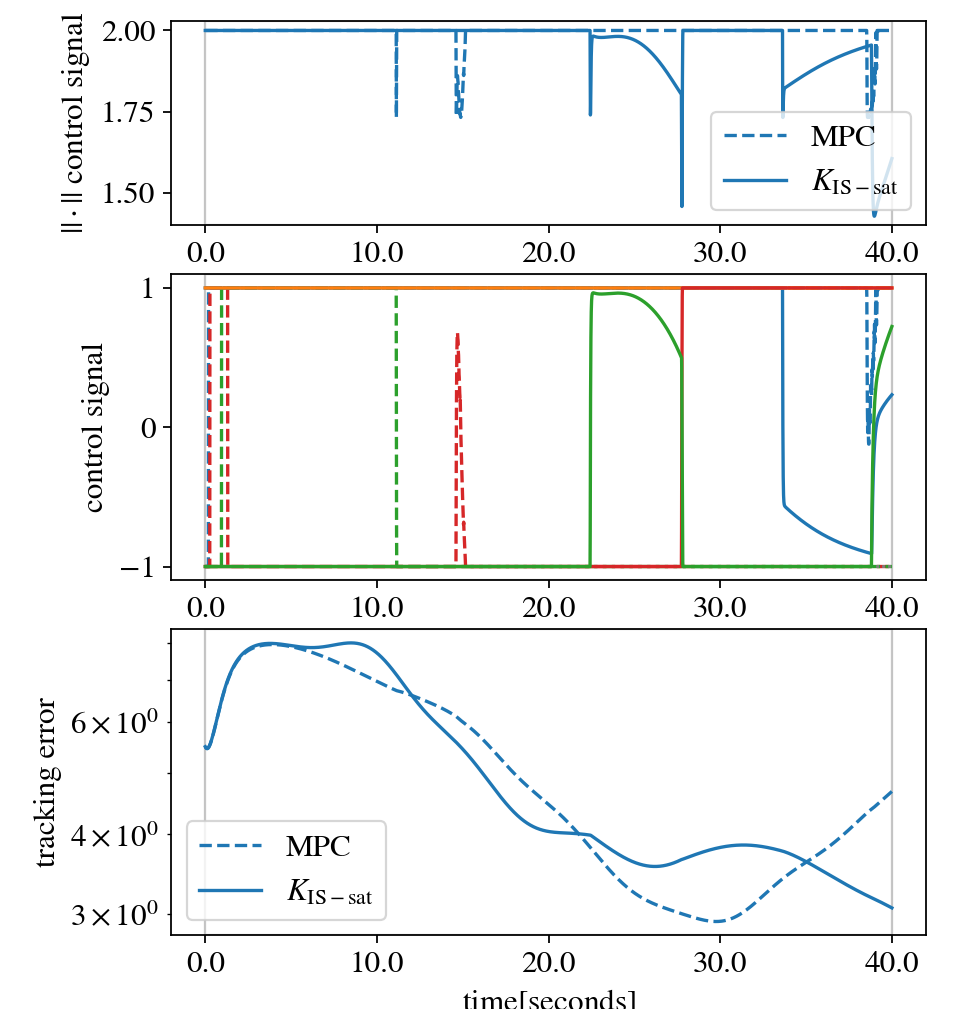 || · || control signal
2.00
1.75
1.50
MPC
K_IS−sat
0.0 10.0 20.0 30.0 40.0
control signal
1
0
−1
0.0 10.0 20.0 30.0 40.0
tracking error
6 × 10⁰
4 × 10⁰
3 × 10⁰
MPC
K_IS−sat
0.0 10.0 20.0 30.0 40.0
time[seconds]